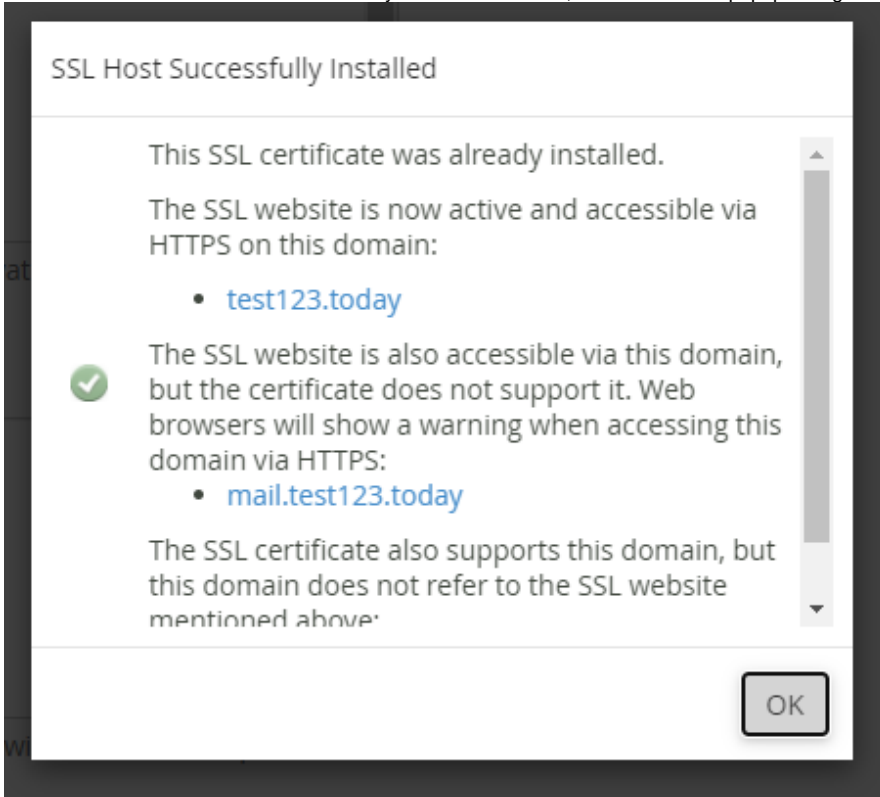 SSL Host Successfully Installed
This SSL certificate was already installed.
The SSL website is now active and accessible via
HTTPS on this domain:
• test123.today
The SSL website is also accessible via this domain,
but the certificate does not support it. Web
browsers will show a warning when accessing this
domain via HTTPS:
• mail.test123.today
The SSL certificate also supports this domain, but
this domain does not refer to the SSL website
mentioned above:
OK